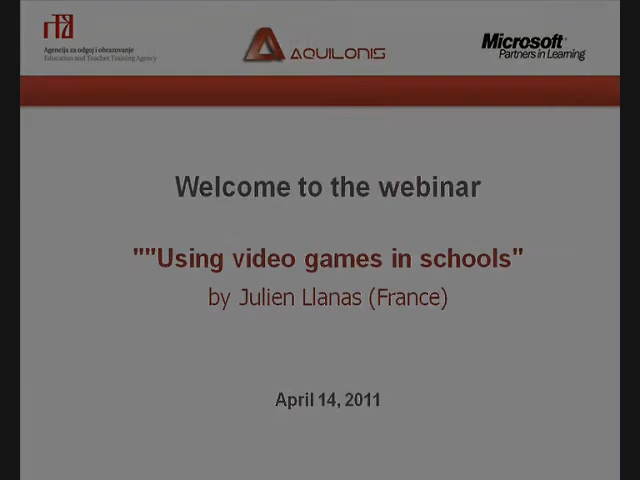 Agencija za odgoj i obrazovanje
Education and Teacher Training Agency
AQUILONIS
Microsoft®
Partners in Learning
Welcome to the webinar
""Using video games in schools"
by Julien Llanas (France)
April 14, 2011